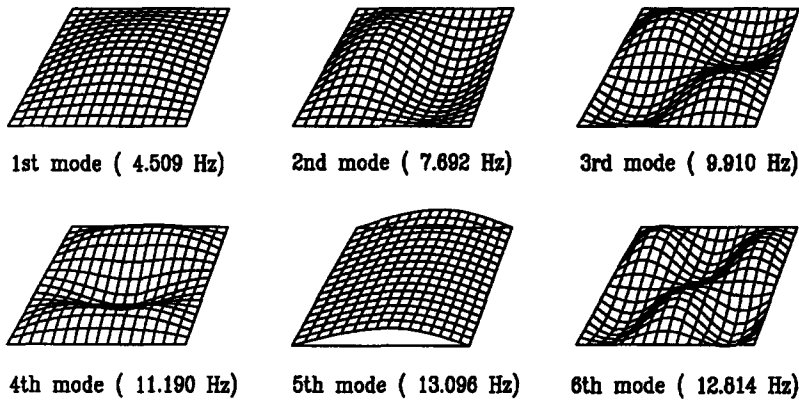 1st mode ( 4.509 Hz)
2nd mode ( 7.692 Hz)
3rd mode ( 9.910 Hz)
4th mode ( 11.190 Hz)
5th mode ( 13.096 Hz)
6th mode ( 12.814 Hz)